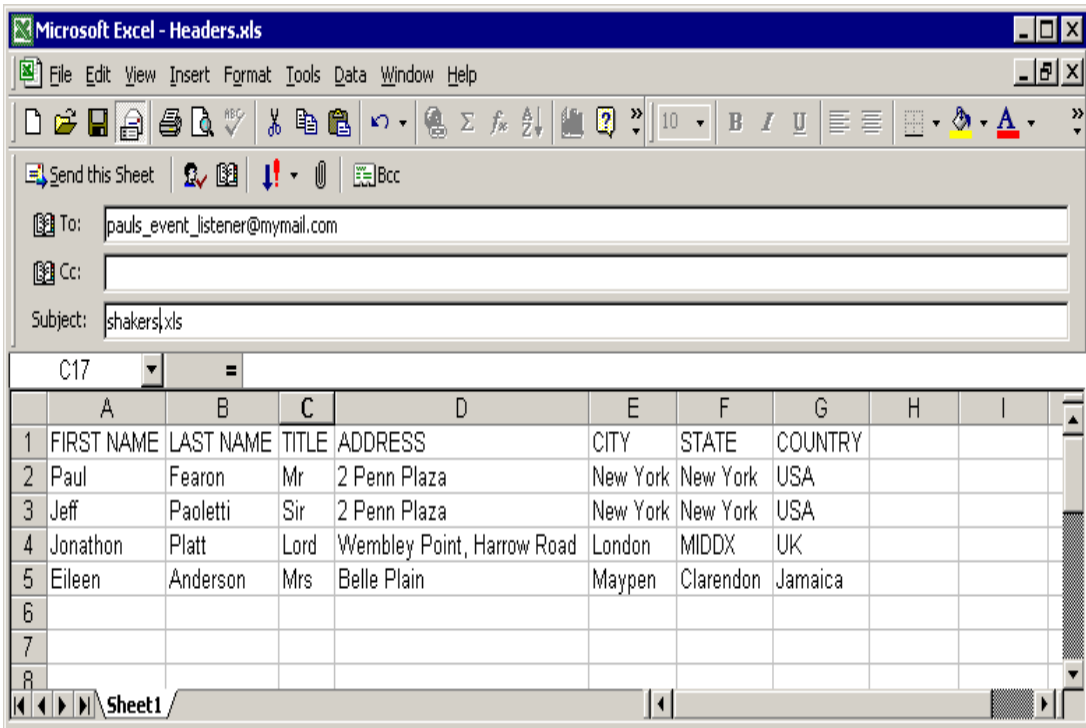 Microsoft Excel - Headers.xls
File Edit View Insert Format Tools Data Window Help
ABC Σ fx A Z ? » 10 B I U A »
Send this Sheet Bcc
To: pauls_event_listener@mymail.com
Cc:
Subject: shakers.xls
C17 =
A B C D E F G H I
1 FIRST NAME LAST NAME TITLE ADDRESS CITY STATE COUNTRY
2 Paul Fearon Mr 2 Penn Plaza New York New York USA
3 Jeff Paoletti Sir 2 Penn Plaza New York New York USA
4 Jonathon Platt Lord Wembley Point, Harrow Road London MIDDX UK
5 Eileen Anderson Mrs Belle Plain Maypen Clarendon Jamaica
6
7
8
Sheet1